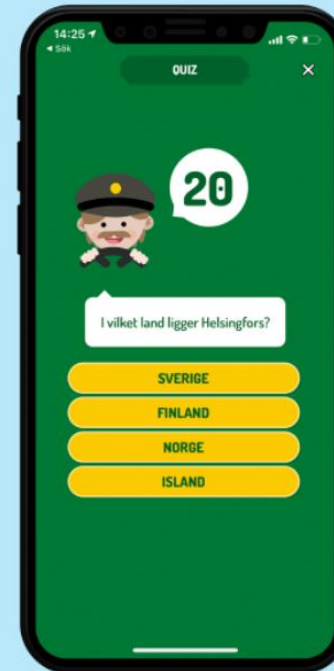 14:25
◀ Sök
QUIZ
20
I vilket land ligger Helsingfors?
SVERIGE
FINLAND
NORGE
ISLAND